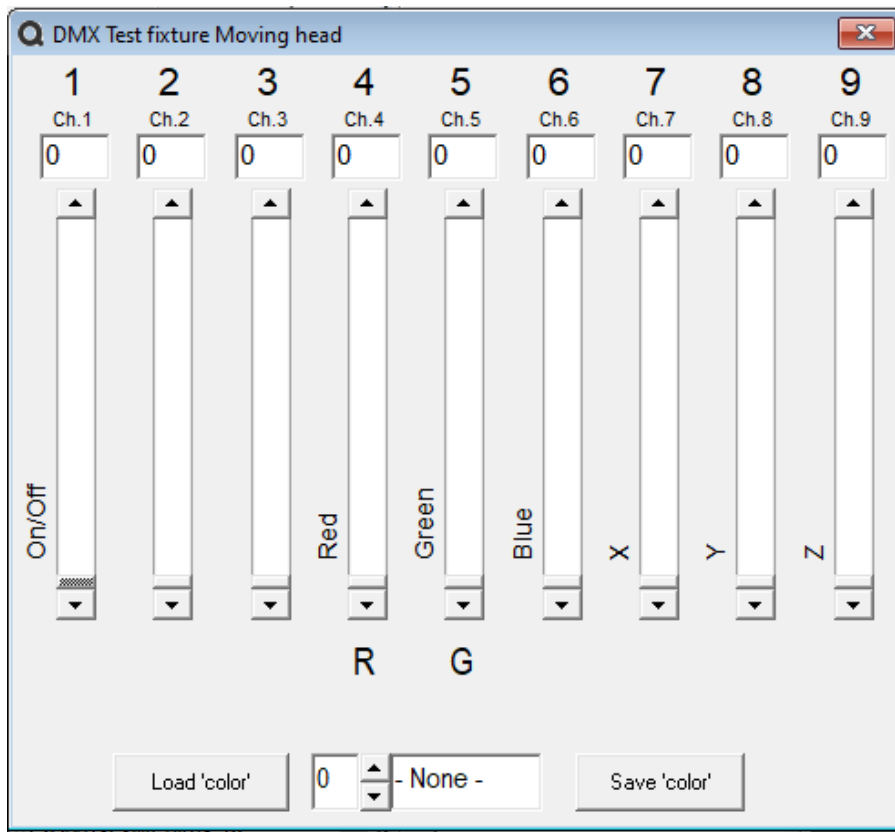 DMX Test fixture Moving head
1 2 3 4 5 6 7 8 9
Ch.1 Ch.2 Ch.3 Ch.4 Ch.5 Ch.6 Ch.7 Ch.8 Ch.9
0 0 0 0 0 0 0 0 0
On/Off Red Green Blue X Y Z
R G
Load 'color' 0 - None - Save 'color'